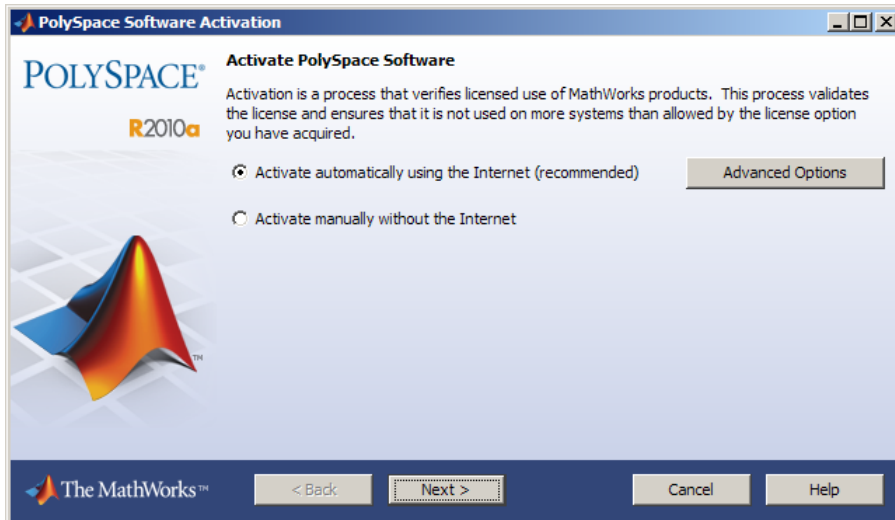 PolySpace Software Activation
POLYSPACE®
R2010a
Activate PolySpace Software
Activation is a process that verifies licensed use of MathWorks products. This process validates
the license and ensures that it is not used on more systems than allowed by the license option
you have acquired.
Activate automatically using the Internet (recommended)
Advanced Options
Activate manually without the Internet
TM
The MathWorks™
< Back
Next >
Cancel
Help